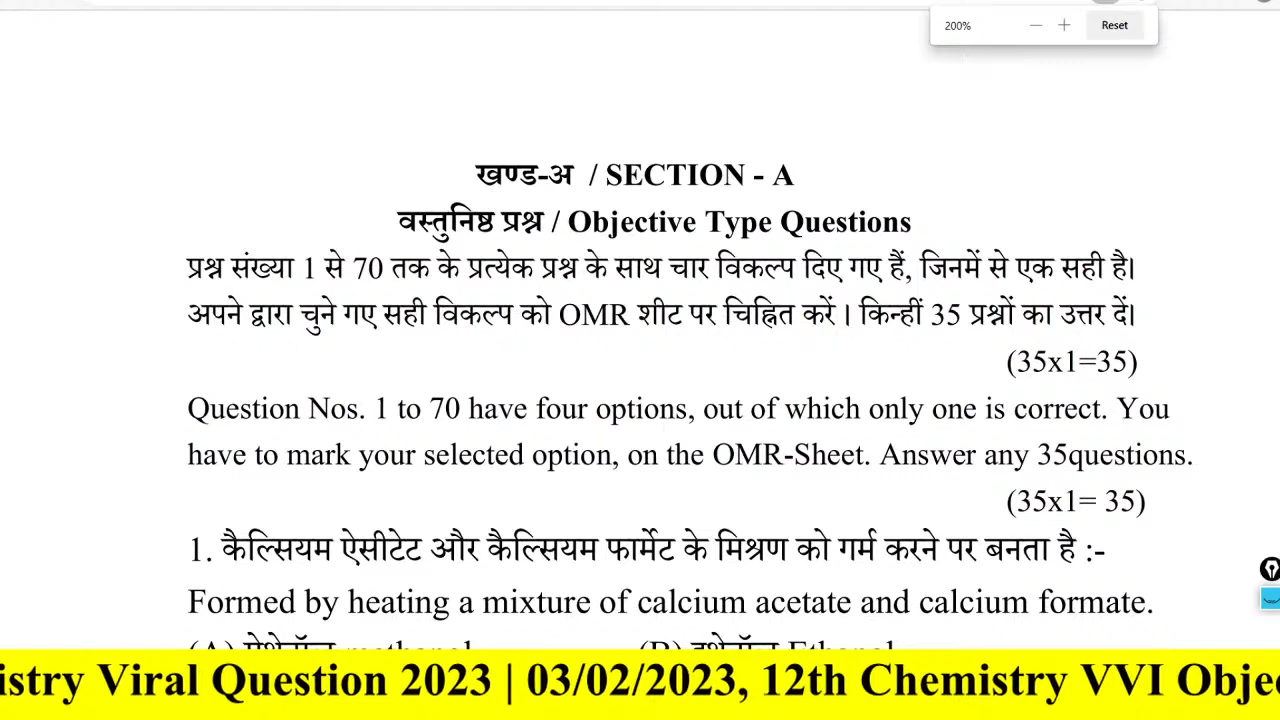 200%
Reset
खण्ड-अ / SECTION - A
वस्तुनिष्ठ प्रश्न / Objective Type Questions
प्रश्न संख्या 1 से 70 तक के प्रत्येक प्रश्न के साथ चार विकल्प दिए गए हैं, जिनमें से एक सही है।
अपने द्वारा चुने गए सही विकल्प को OMR शीट पर चिह्नित करें। किन्हीं 35 प्रश्नों का उत्तर दें।
(35x1=35)
Question Nos. 1 to 70 have four options, out of which only one is correct. You
have to mark your selected option, on the OMR-Sheet. Answer any 35questions.
(35x1= 35)
1. कैल्सियम ऐसीटेट और कैल्सियम फार्मेट के मिश्रण को गर्म करने पर बनता है :-
Formed by heating a mixture of calcium acetate and calcium formate.
istry Viral Question 2023 | 03/02/2023, 12th Chemistry VVI Obje